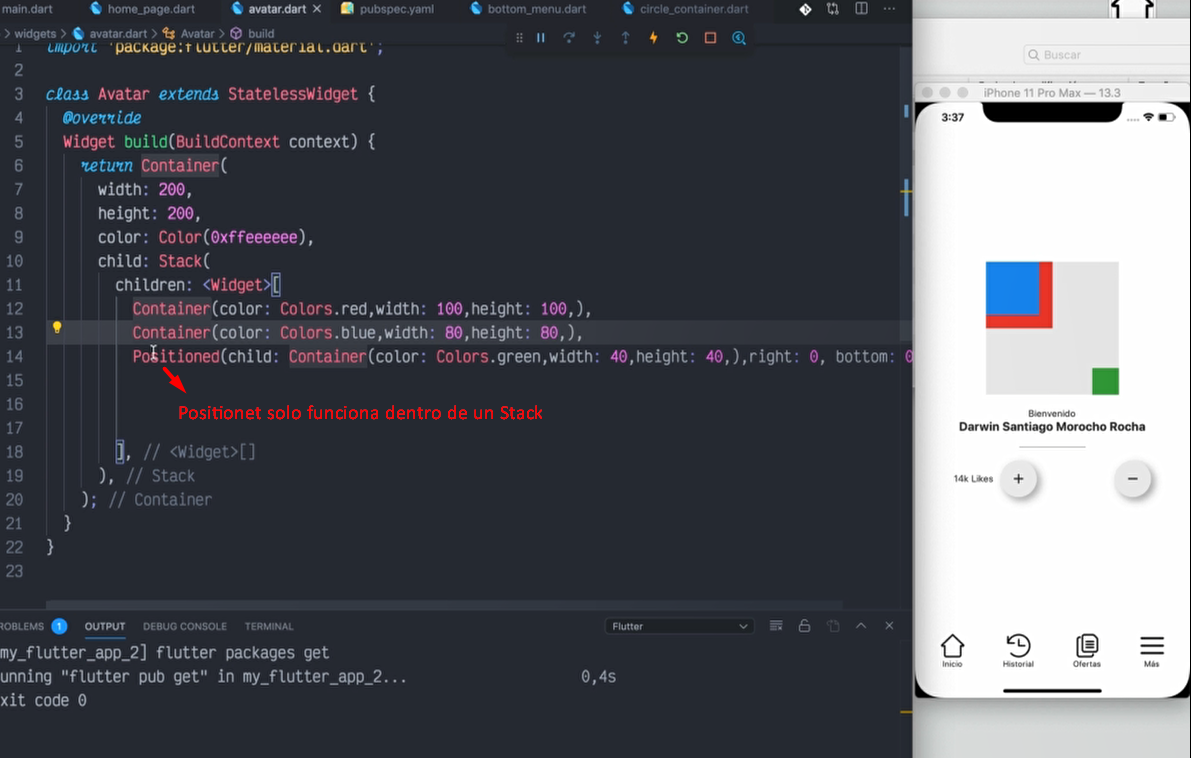 main.dart
home_page.dart
avatar.dart
pubspec.yaml
bottom_menu.dart
circle_container.dart
widgets > avatar.dart > Avatar > build
1 import 'package:flutter/material.dart';
2
3 class Avatar extends StatelessWidget {
4 @override
5 Widget build(BuildContext context) {
6 return Container(
7 width: 200,
8 height: 200,
9 color: Color(0xffeeeeee),
10 child: Stack(
11 children: <Widget>[
12 Container(color: Colors.red,width: 100,height: 100,),
13 Container(color: Colors.blue,width: 80,height: 80,),
14 Positioned(child: Container(color: Colors.green,width: 40,height: 40,),right: 0, bottom: 0
15
Positionet solo funciona dentro de un Stack
16
17
18 ], // <Widget>[]
19 ), // Stack
20 ); // Container
21 }
22 }
23
ROBLEMS 1 OUTPUT DEBUG CONSOLE TERMINAL Flutter
my_flutter_app_2] flutter packages get
unning "flutter pub get" in my_flutter_app_2... 0,4s
xit code 0
Buscar
iPhone 11 Pro Max — 13.3
3:37
Bienvenido
Darwin Santiago Morocho Rocha
14k Likes + −
Inicio Historial Ofertas Más